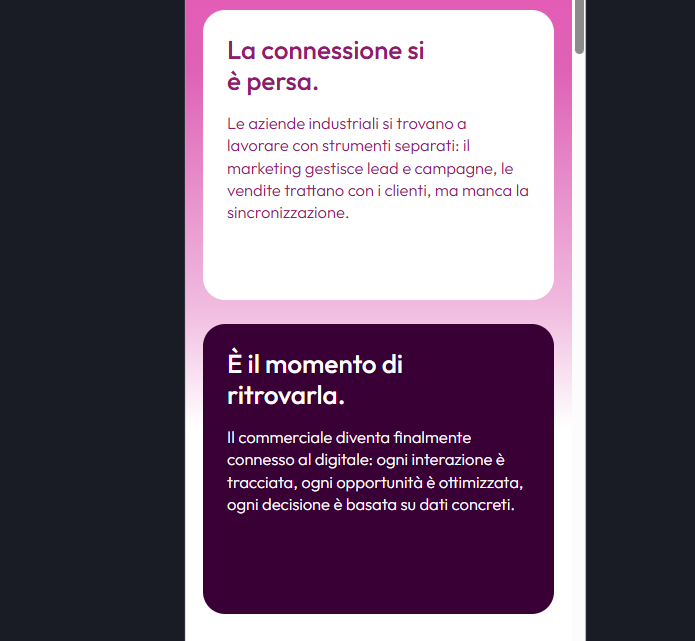 La connessione si
è persa.
Le aziende industriali si trovano a
lavorare con strumenti separati: il
marketing gestisce lead e campagne, le
vendite trattano con i clienti, ma manca la
sincronizzazione.
È il momento di
ritrovarla.
Il commerciale diventa finalmente
connesso al digitale: ogni interazione è
tracciata, ogni opportunità è ottimizzata,
ogni decisione è basata su dati concreti.